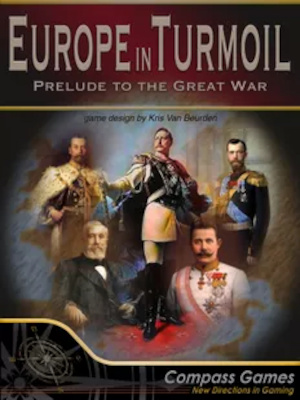 EUROPE IN TURMOIL
PRELUDE TO THE GREAT WAR
game design by Kris Van Beurden
Compass Games
New Directions in Gaming